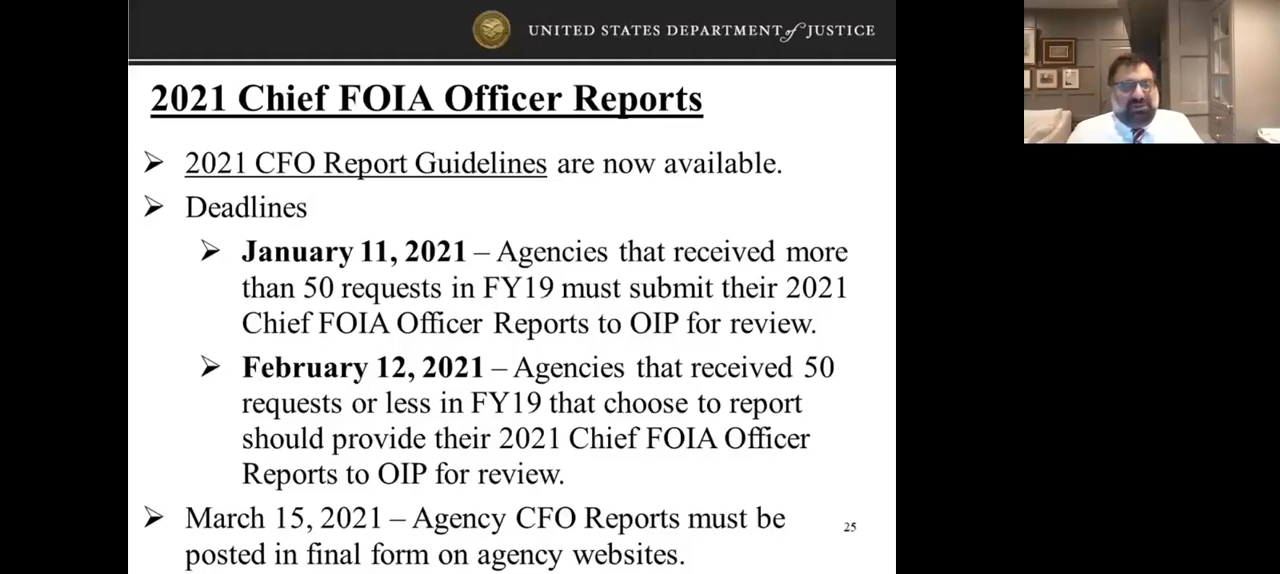 UNITED STATES DEPARTMENT of JUSTICE
2021 Chief FOIA Officer Reports
➢ 2021 CFO Report Guidelines are now available.
➢ Deadlines
➢ January 11, 2021 – Agencies that received more
than 50 requests in FY19 must submit their 2021
Chief FOIA Officer Reports to OIP for review.
➢ February 12, 2021 – Agencies that received 50
requests or less in FY19 that choose to report
should provide their 2021 Chief FOIA Officer
Reports to OIP for review.
➢ March 15, 2021 – Agency CFO Reports must be
posted in final form on agency websites.
25